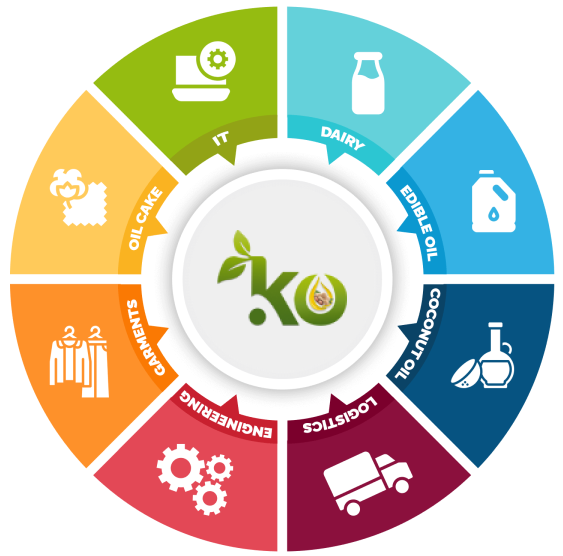 IT
DAIRY
EDIBLE OIL
COCONUT OIL
LOGISTICS
ENGINEERING
GARMENTS
OIL CAKE
KO